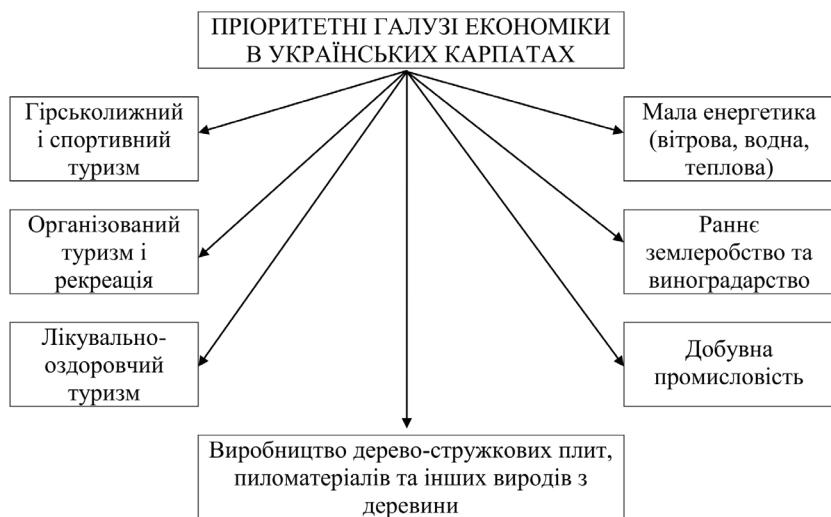 ПРІОРИТЕТНІ ГАЛУЗІ ЕКОНОМІКИ
В УКРАЇНСЬКИХ КАРПАТАХ
Гірськолижний
і спортивний
туризм
Організований
туризм і
рекреація
Лікувально-
оздоровчий
туризм
Мала енергетика
(вітрова, водна,
теплова)
Раннє
землеробство та
виноградарство
Добувна
промисловість
Виробництво дерево-стружкових плит,
пиломатеріалів та інших виродів з
деревини